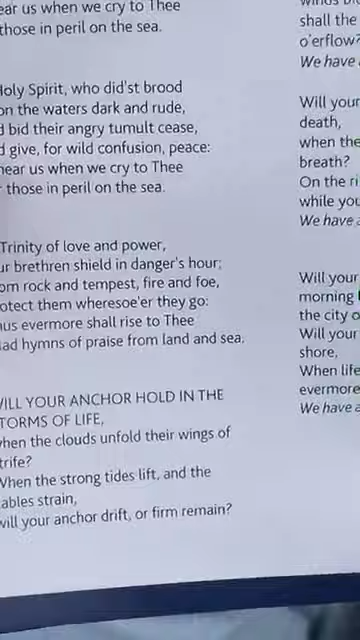 ear us when we cry to Thee
those in peril on the sea.
Holy Spirit, who did'st brood
on the waters dark and rude,
bid their angry tumult cease,
give, for wild confusion, peace:
hear us when we cry to Thee
those in peril on the sea.
Trinity of love and power,
ur brethren shield in danger's hour;
om rock and tempest, fire and foe,
otect them wheresoe'er they go:
us evermore shall rise to Thee
lad hymns of praise from land and sea.
WILL YOUR ANCHOR HOLD IN THE
TORMS OF LIFE,
when the clouds unfold their wings of
trife?
When the strong tides lift, and the
ables strain,
will your anchor drift, or firm remain?
shall the
o'erflow?
We have
Will your
death,
when the
breath?
On the ri
while you
We have a
Will your
morning
the city o
Will your
shore,
When life
evermore
We have a